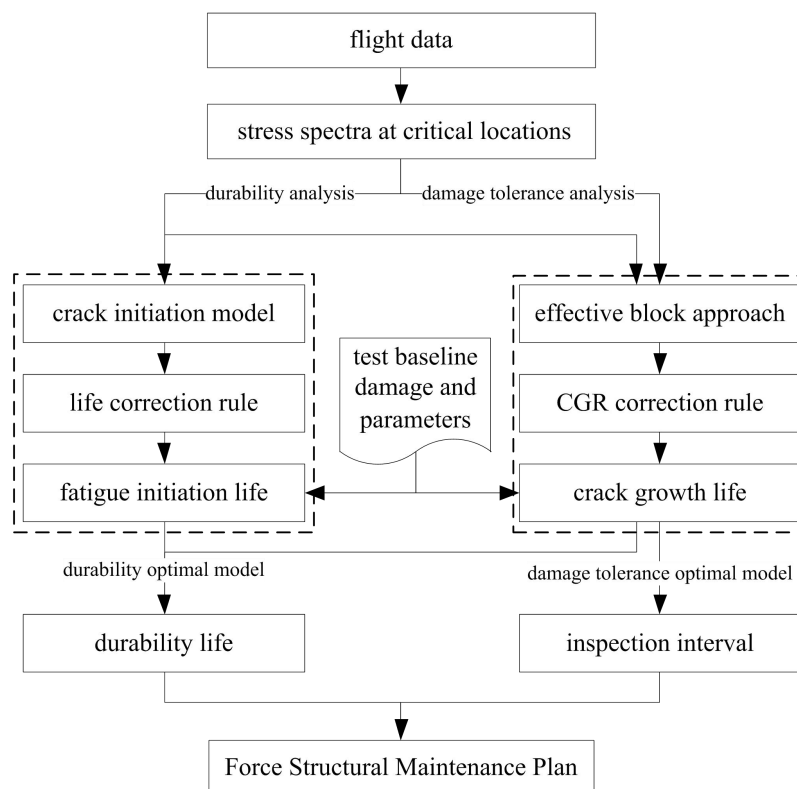 flight data
stress spectra at critical locations
durability analysis
damage tolerance analysis
crack initiation model
effective block approach
test baseline
damage and
parameters
life correction rule
CGR correction rule
fatigue initiation life
crack growth life
durability optimal model
damage tolerance optimal model
durability life
inspection interval
Force Structural Maintenance Plan